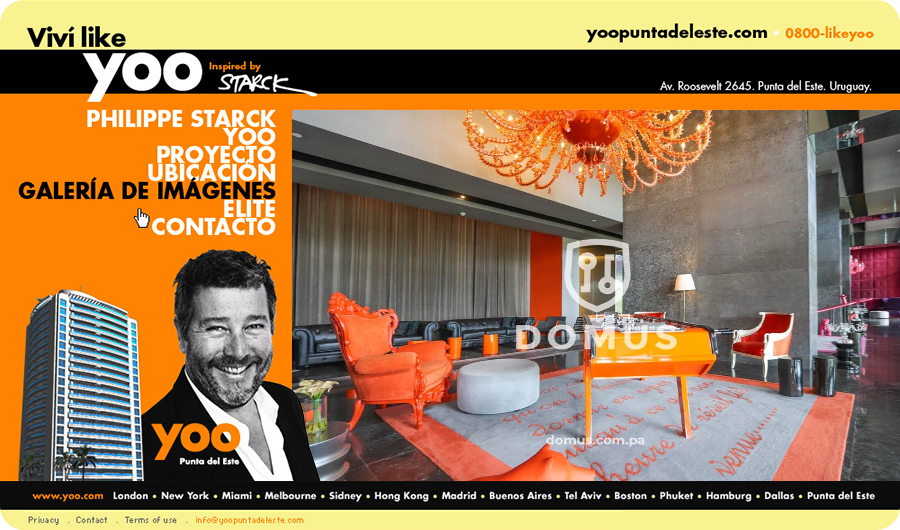 Viví like
yoo
Inspired by
STARCK
yoopuntadeleste.com • 0800-likeyoo
Av. Roosevelt 2645. Punta del Este. Uruguay.
PHILIPPE STARCK
YOO
PROYECTO
UBICACIÓN
GALERÍA DE IMÁGENES
ELITE
CONTACTO
DOMUS
domus.com.pa
yoo
Punta del Este
www.yoo.com London • New York • Miami • Melbourne • Sidney • Hong Kong • Madrid • Buenos Aires • Tel Aviv • Boston • Phuket • Hamburg • Dallas • Punta del Este
Privacy . Contact . Terms of use . info@yoopuntadeleste.com